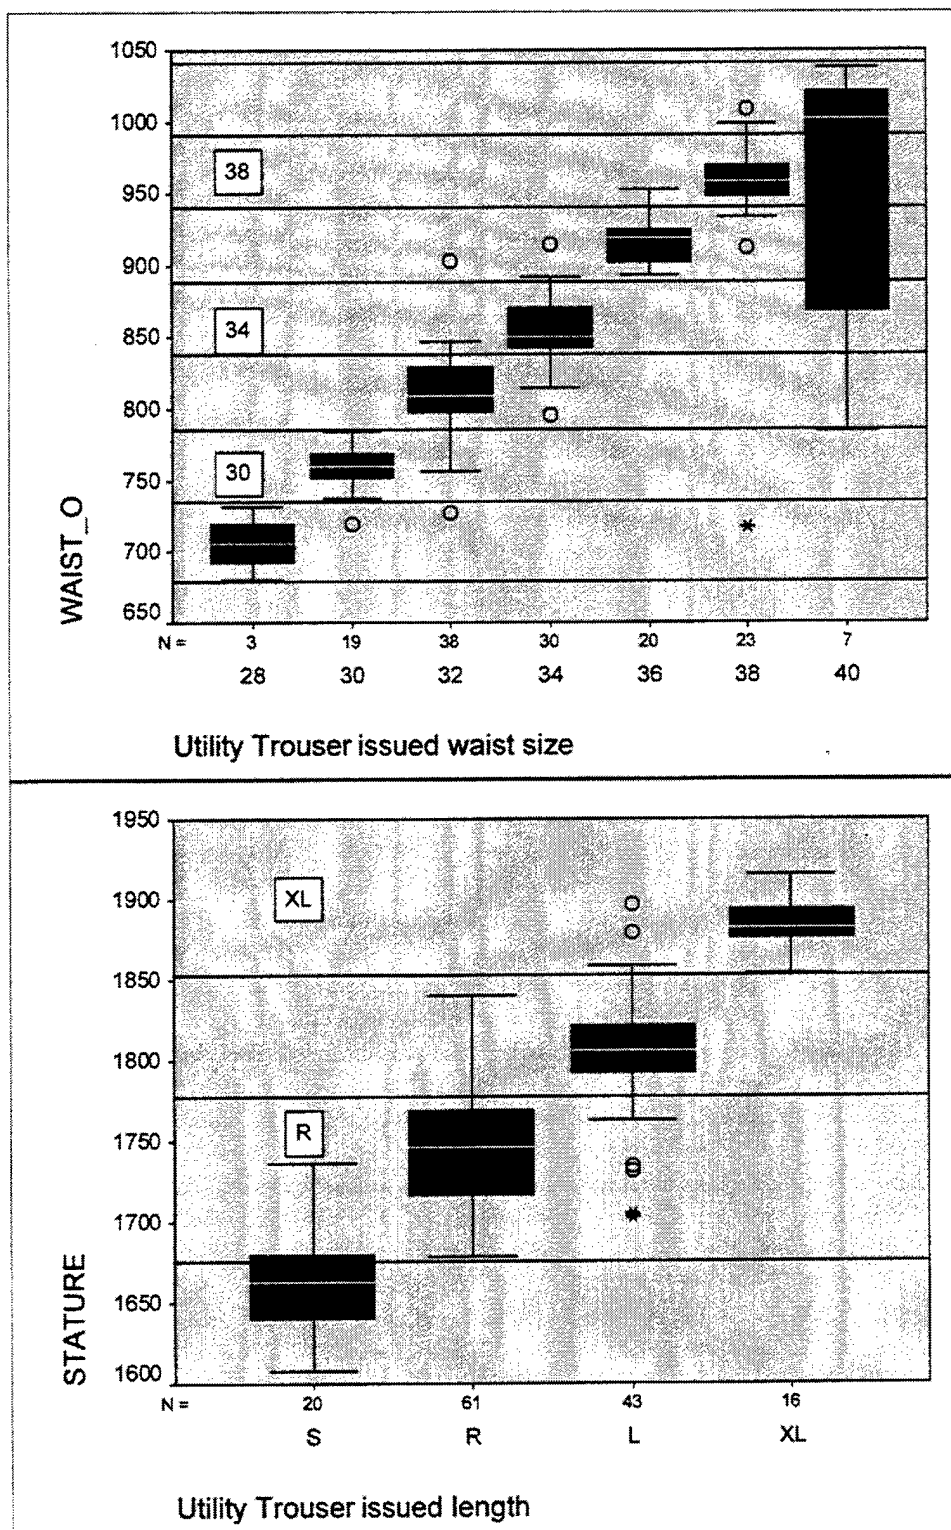 1050
1000
950
900
850
800
750
700
650
WAIST_O
38
34
30
N = 3 19 38 30 20 23 7
28 30 32 34 36 38 40
Utility Trouser issued waist size
1950
1900
1850
1800
1750
1700
1650
1600
STATURE
XL
R
N = 20 61 43 16
S R L XL
Utility Trouser issued length